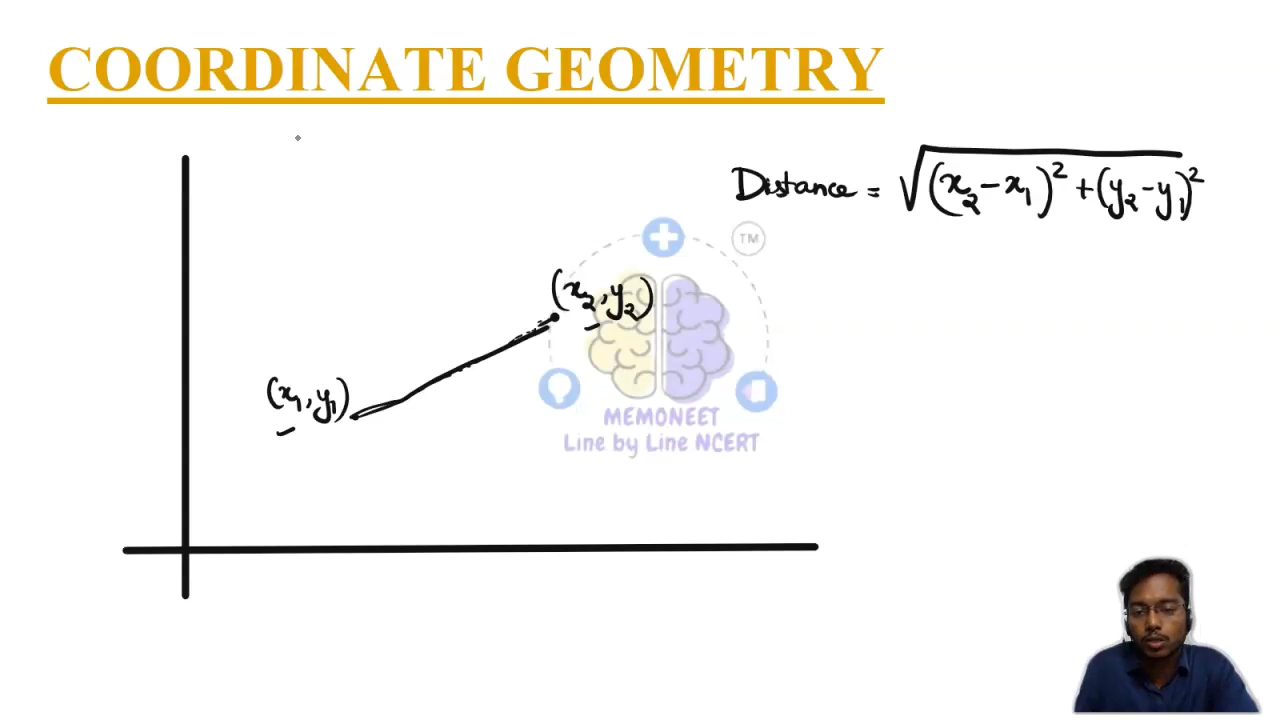 COORDINATE GEOMETRY
Distance = √(x₂-x₁)² + (y₂-y₁)²
TM
(x₂, y₂)
(x₁, y₁)
MEMONEET
Line by Line NCERT